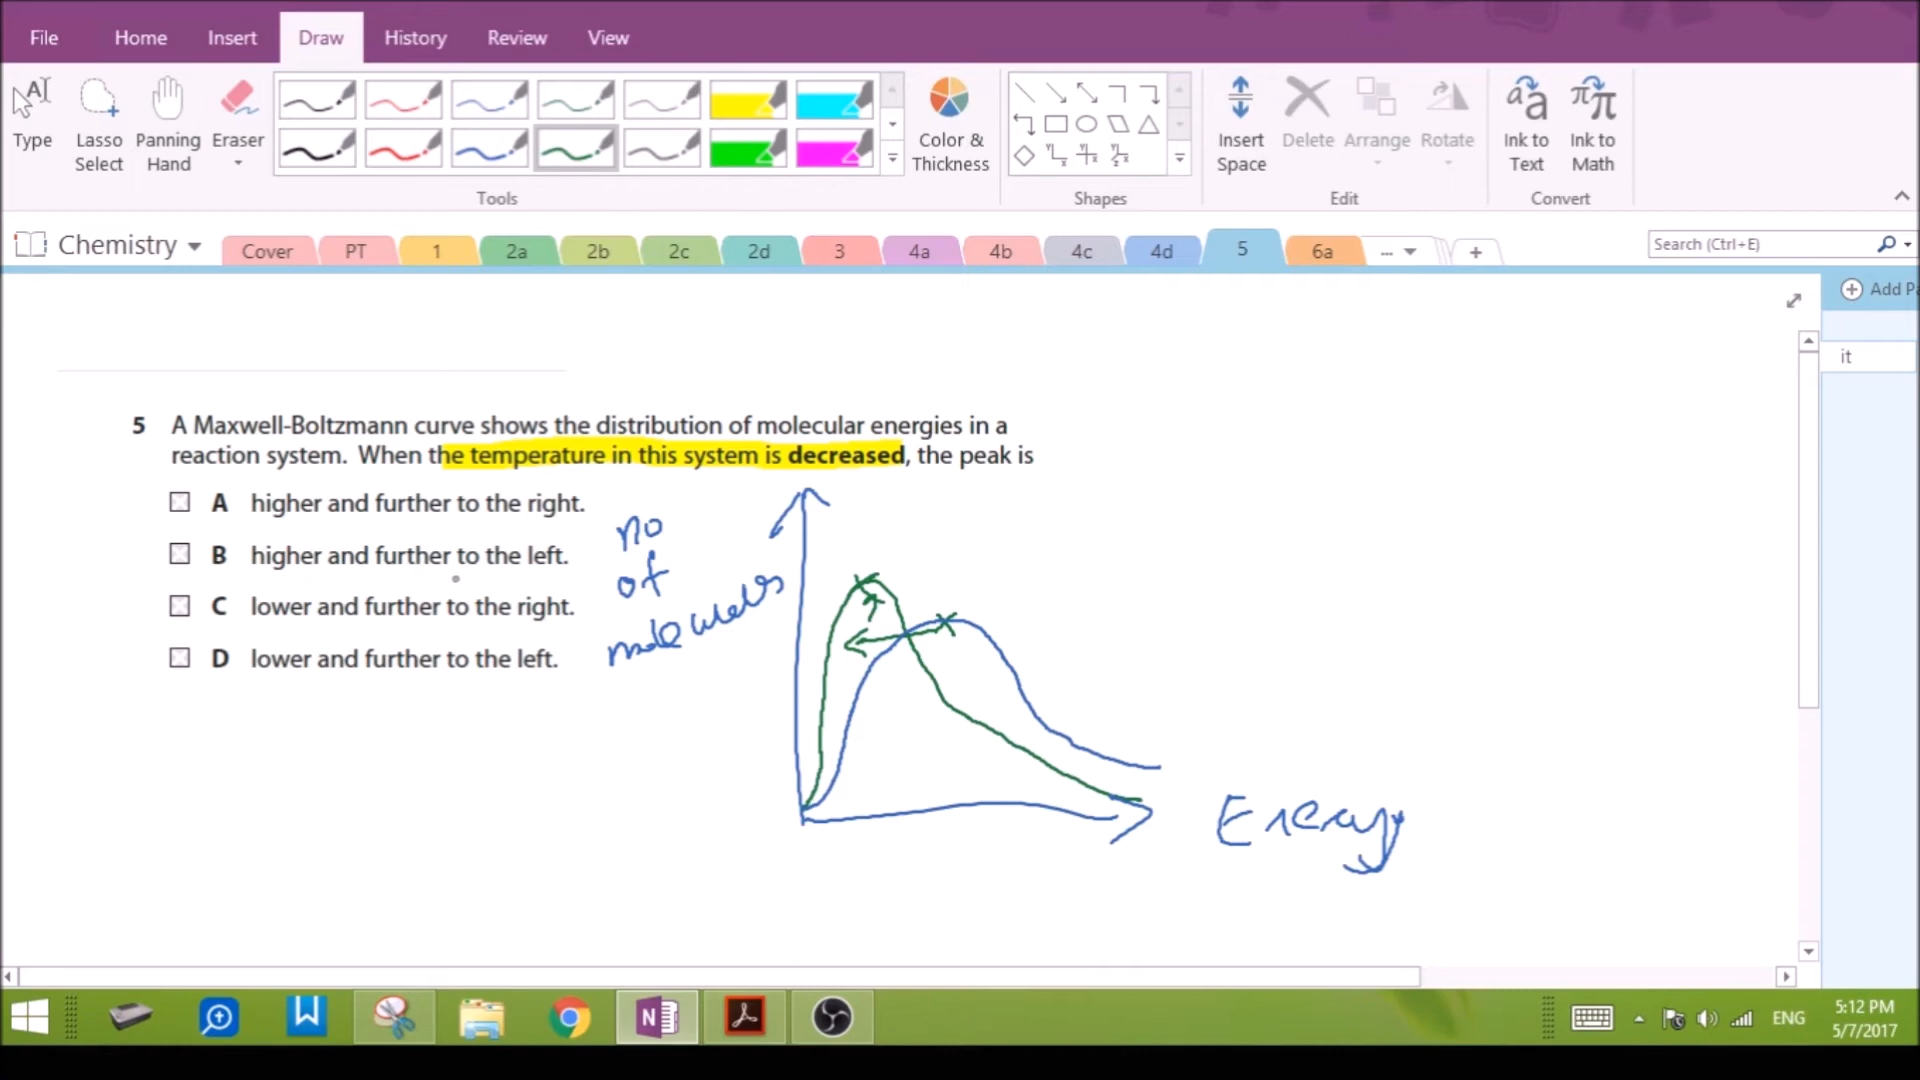 File Home Insert Draw History Review View
Type
Lasso Select
Panning Hand
Eraser
Color & Thickness
Insert Space
Delete
Arrange
Rotate
Ink to Text
Ink to Math
Tools Shapes Edit Convert
Chemistry Cover PT 1 2a 2b 2c 2d 3 4a 4b 4c 4d 5 6a ... + Search (Ctrl+E)
Add
it
5 A Maxwell-Boltzmann curve shows the distribution of molecular energies in a
reaction system. When the temperature in this system is decreased, the peak is
A higher and further to the right.
B higher and further to the left.
C lower and further to the right.
D lower and further to the left.
no
of
molecules
Energy
ENG
5:12 PM
5/7/2017